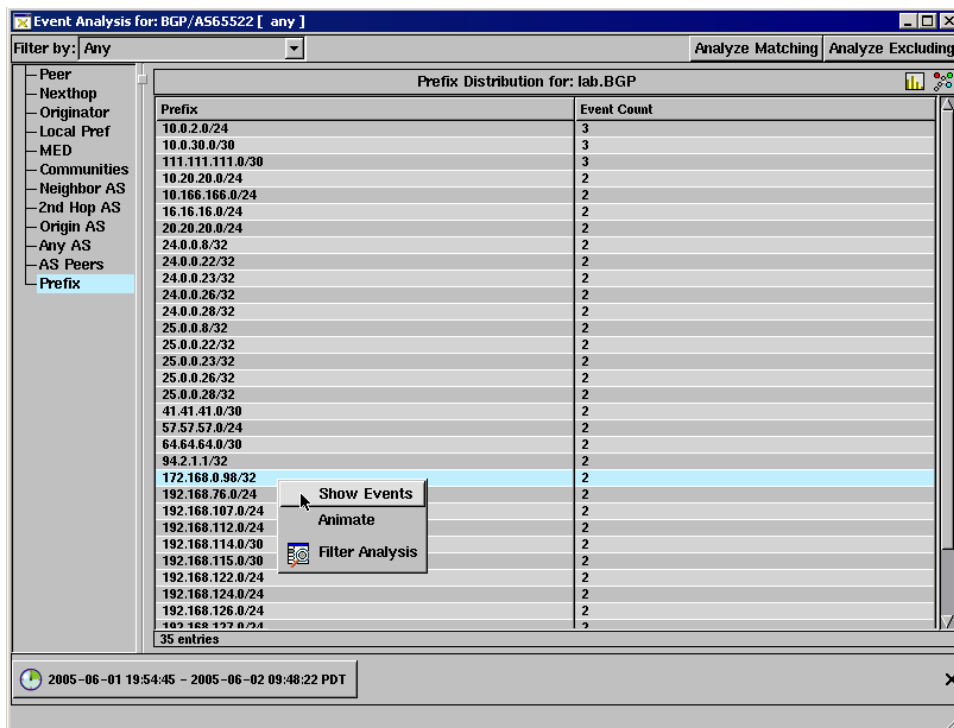 Event Analysis for: BGP/AS65522 [ any ]
Filter by: Any Analyze Matching Analyze Excluding
Peer
Nexthop
Originator
Local Pref
MED
Communities
Neighbor AS
2nd Hop AS
Origin AS
Any AS
AS Peers
Prefix
Prefix Distribution for: lab.BGP
Prefix Event Count
10.0.2.0/24 3
10.0.30.0/30 3
111.111.111.0/30 3
10.20.20.0/24 2
10.166.166.0/24 2
16.16.16.0/24 2
20.20.20.0/24 2
24.0.0.8/32 2
24.0.0.22/32 2
24.0.0.23/32 2
24.0.0.26/32 2
24.0.0.28/32 2
25.0.0.8/32 2
25.0.0.22/32 2
25.0.0.23/32 2
25.0.0.26/32 2
25.0.0.28/32 2
41.41.41.0/30 2
57.57.57.0/24 2
64.64.64.0/30 2
94.2.1.1/32 2
172.168.0.98/32 2
192.168.76.0/24 2
192.168.107.0/24 2
192.168.112.0/24 2
192.168.114.0/30 2
192.168.115.0/30 2
192.168.122.0/24 2
192.168.124.0/24 2
192.168.126.0/24 2
192.168.127.0/24 2
Show Events
Animate
Filter Analysis
35 entries
2005-06-01 19:54:45 - 2005-06-02 09:48:22 PDT